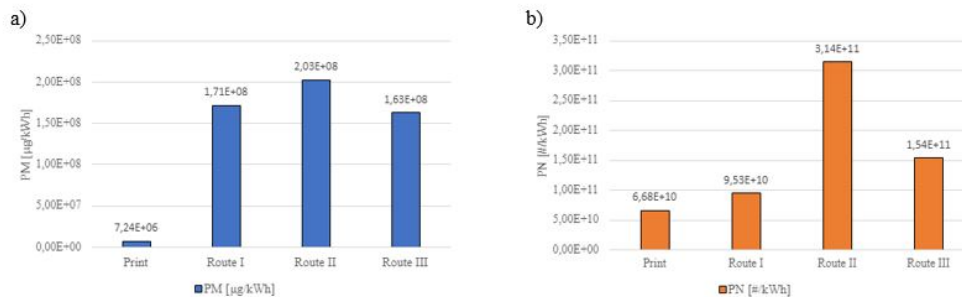 a)
2,50E+08
2,00E+08
1,50E+08
1,00E+08
5,00E+07
0,00E+00
PM [µg/kWh]
7,24E+06
1,71E+08
2,03E+08
1,63E+08
Print Route I Route II Route III
PM [µg/kWh]
b)
3,50E+11
3,00E+11
2,50E+11
2,00E+11
1,50E+11
1,00E+11
5,00E+10
0,00E+00
PN [#/kWh]
6,68E+10
9,53E+10
3,14E+11
1,54E+11
Print Route I Route II Route III
PN [#/kWh]